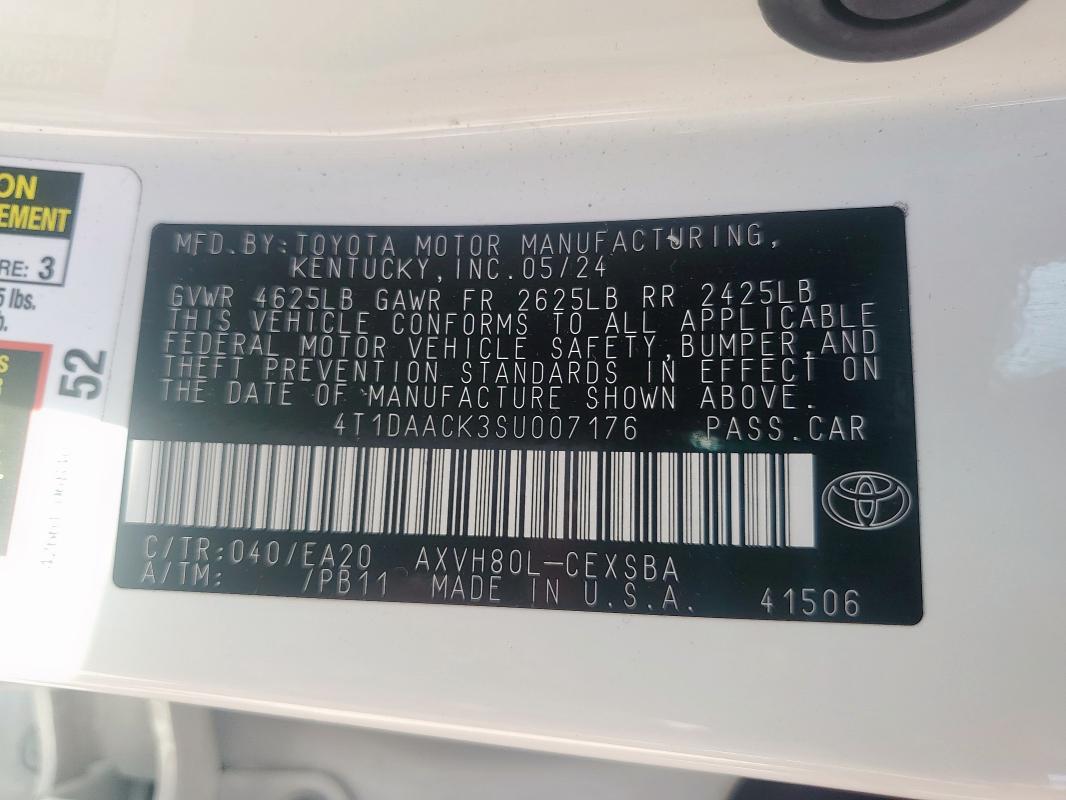 ON
EMENT
RE: 3
5 lbs.
b.
S
52
MFD.BY:TOYOTA MOTOR MANUFACTURING,
KENTUCKY,INC.05/24
GVWR 4625LB GAWR FR 2625LB RR 2425LB
THIS VEHICLE CONFORMS TO ALL APPLICABLE
FEDERAL MOTOR VEHICLE SAFETY,BUMPER,AND
THEFT PREVENTION STANDARDS IN EFFECT ON
THE DATE OF MANUFACTURE SHOWN ABOVE.
4T1DAACK3SU007176 PASS.CAR
C/TR:040/EA20 AXVH80L-CEXSBA
A/TM: /PB11 MADE IN U.S.A. 41506